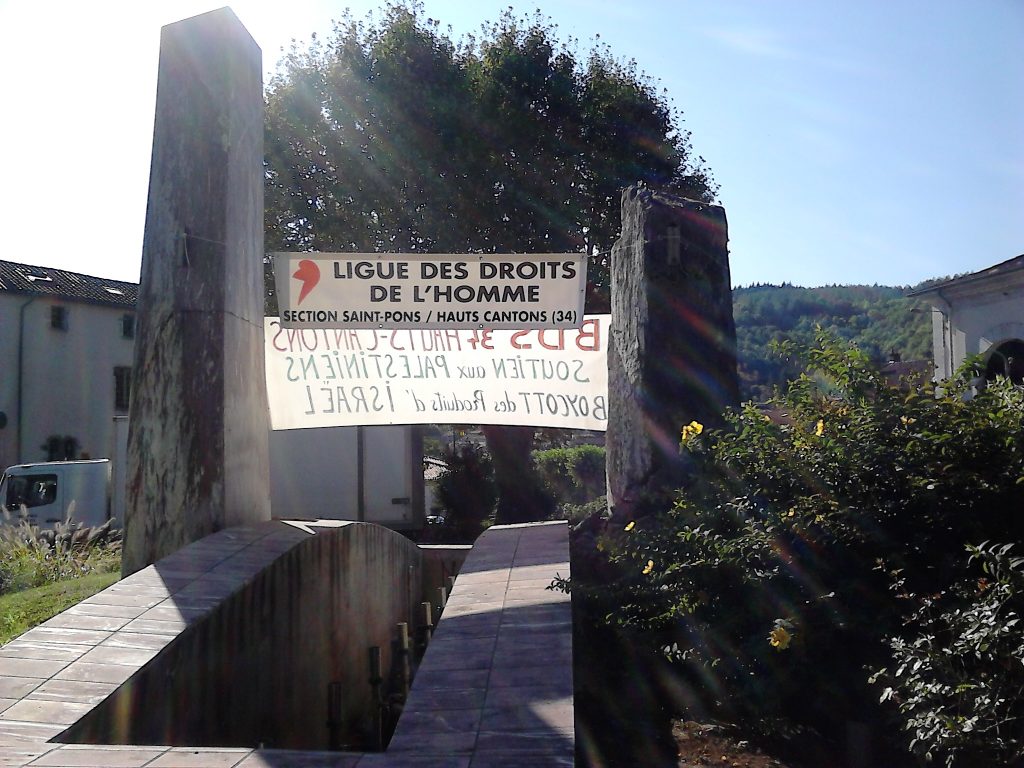 LIGUE DES DROITS
DE L'HOMME
SECTION SAINT-PONS / HAUTS CANTONS (34)
BDS 34 HAUTS-CANTONS
SOUTIEN aux PALESTINIENS
BOYCOTT des Produits d' ISRAËL